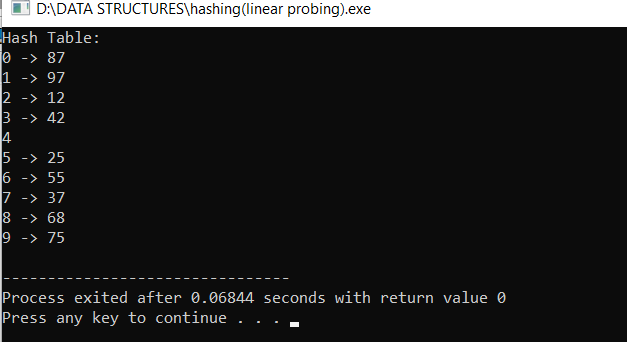 D:\DATA STRUCTURES\hashing(linear probing).exe
Hash Table:
0 -> 87
1 -> 97
2 -> 12
3 -> 42
4
5 -> 25
6 -> 55
7 -> 37
8 -> 68
9 -> 75
--------------------------------
Process exited after 0.06844 seconds with return value 0
Press any key to continue . . .